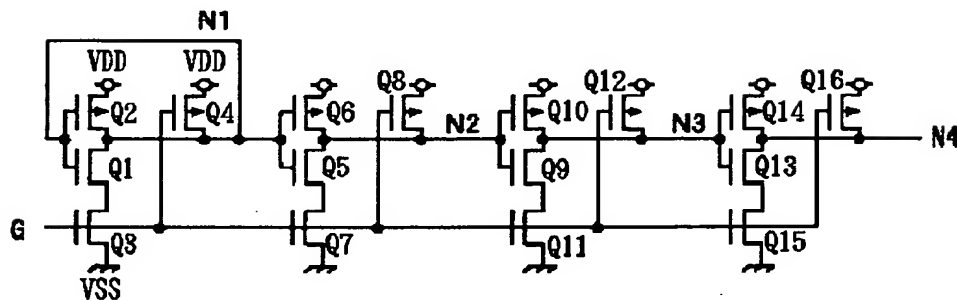 N1
VDD VDD
Q2 Q4 Q6 Q8 Q10 Q12 Q14 Q16
N2 N3 N4
Q1 Q5 Q9 Q13
G
Q3 Q7 Q11 Q15
VSS